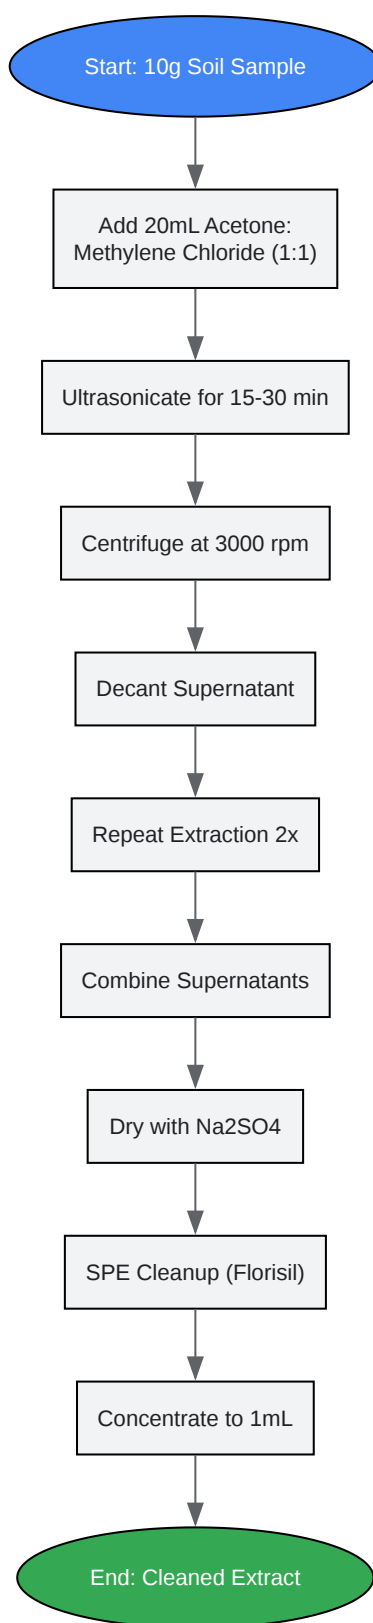 Start: 10g Soil Sample
Add 20mL Acetone:
Methylene Chloride (1:1)
Ultrasonicate for 15-30 min
Centrifuge at 3000 rpm
Decant Supernatant
Repeat Extraction 2x
Combine Supernatants
Dry with Na2SO4
SPE Cleanup (Florisil)
Concentrate to 1mL
End: Cleaned Extract